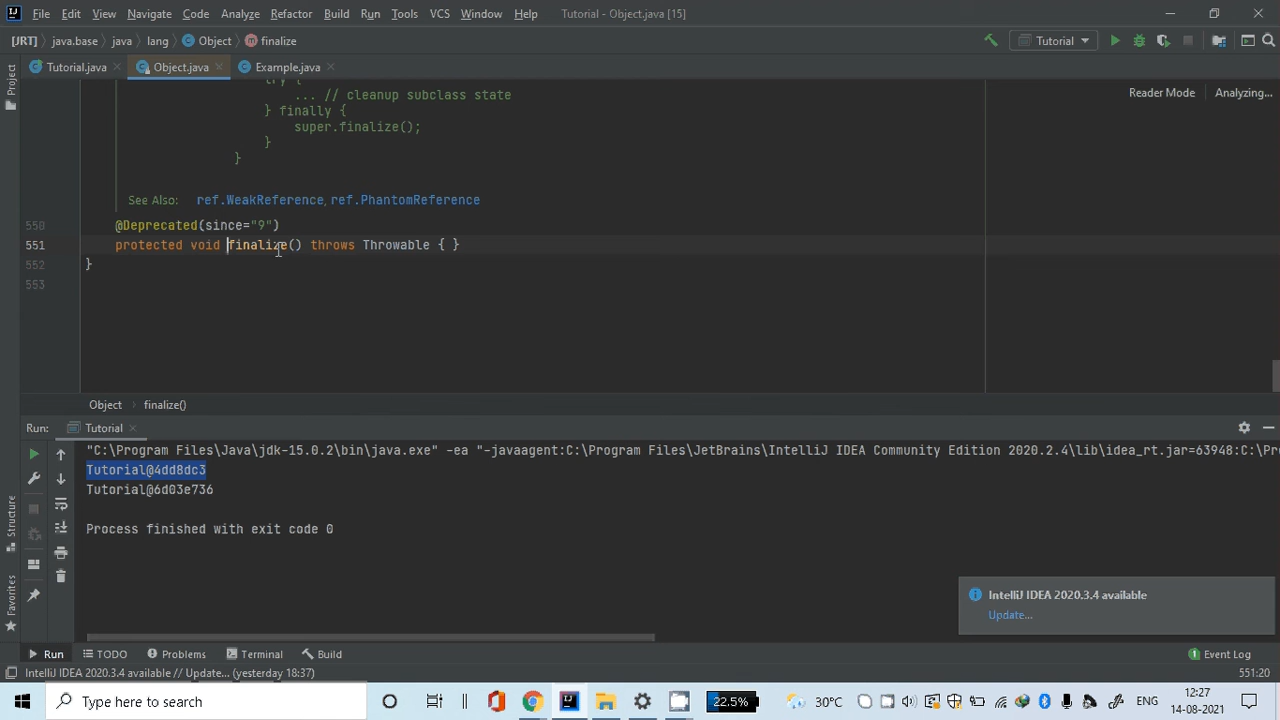 File Edit View Navigate Code Analyze Refactor Build Run Tools VCS Window Help Tutorial - Object.java [15]
[JRT] java.base java lang Object finalize Tutorial
Tutorial.java Object.java Example.java
Project
Reader Mode Analyzing...
try {
... // cleanup subclass state
} finally {
super.finalize();
}
}
See Also: ref.WeakReference, ref.PhantomReference
550 @Deprecated(since="9")
551 protected void finalize() throws Throwable { }
552 }
553
Object finalize()
Run: Tutorial
"C:\Program Files\Java\jdk-15.0.2\bin\java.exe" -ea "-javaagent:C:\Program Files\JetBrains\IntelliJ IDEA Community Edition 2020.2.4\lib\idea_rt.jar=63948:C:\Pr
Tutorial@4dd8dc3
Tutorial@6d03e736
Process finished with exit code 0
Structure
Favorites
IntelliJ IDEA 2020.3.4 available
Update...
Run TODO Problems Terminal Build 1 Event Log
IntelliJ IDEA 2020.3.4 available // Update... (yesterday 18:37) 551:20
Type here to search 22.5% 30°C ENG 12:27
14-08-2021